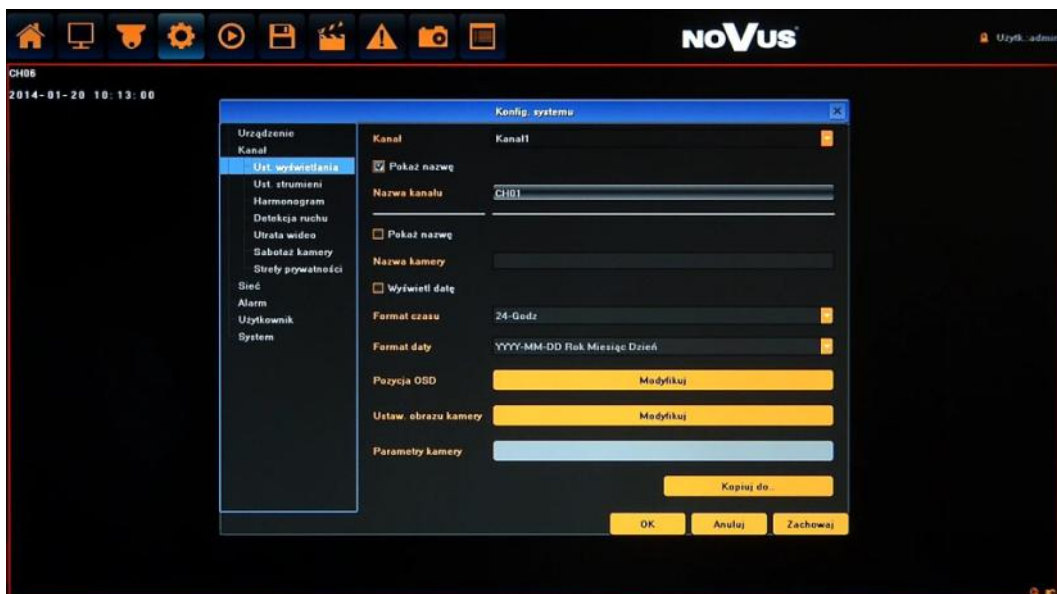 NOVUS
Użytk.:admin
CH06
2014-01-20 10:13:00
Konfig. systemu
Urządzenie
Kanał
Ust. wyświetlania
Ust. strumieni
Harmonogram
Detekcja ruchu
Utrata wideo
Sabotaż kamery
Strefy prywatności
Sieć
Alarm
Użytkownik
System
Kanał Kanał1
Pokaż nazwę
Nazwa kanału CH01
Pokaż nazwę
Nazwa kamery
Wyświetl datę
Format czasu 24-Godz
Format daty YYYY-MM-DD Rok Miesiąc Dzień
Pozycja OSD Modyfikuj
Ustaw. obrazu kamery Modyfikuj
Parametry kamery
Kopiuj do...
OK Anuluj Zachowaj